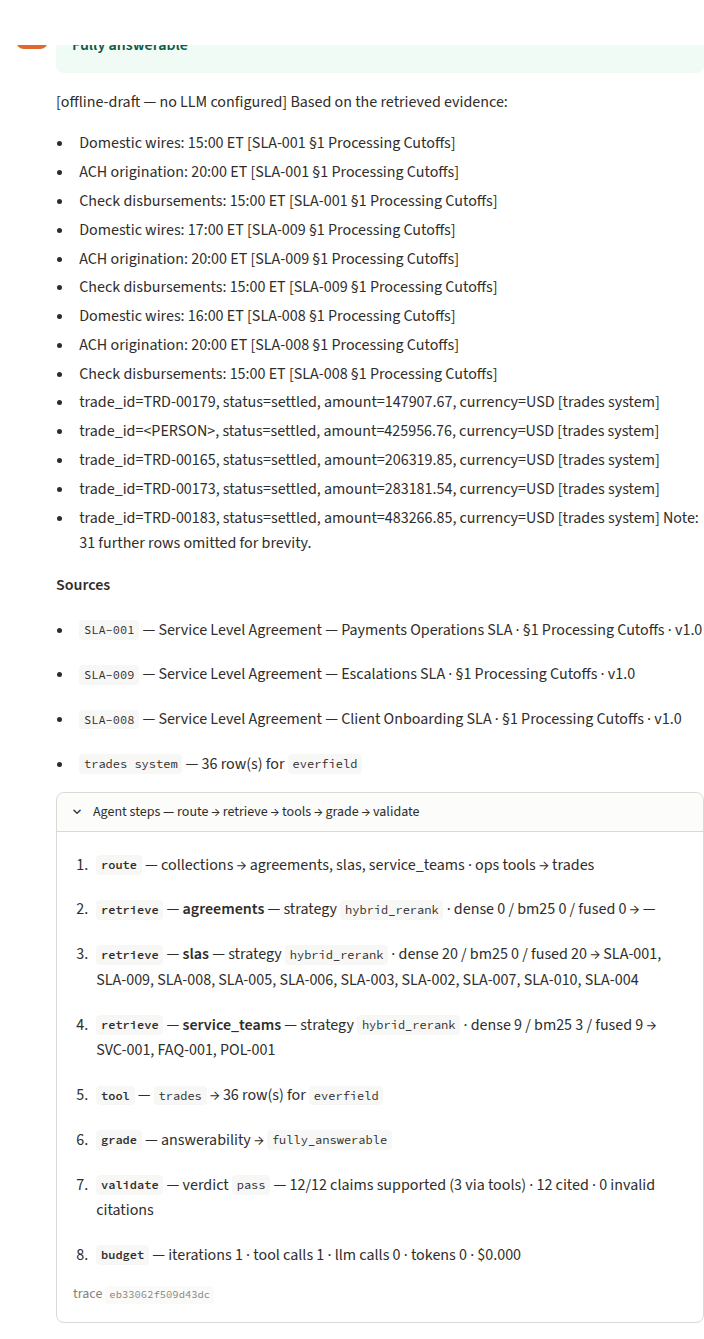 Fully answerable
[offline-draft — no LLM configured] Based on the retrieved evidence:
• Domestic wires: 15:00 ET [SLA-001 §1 Processing Cutoffs]
• ACH origination: 20:00 ET [SLA-001 §1 Processing Cutoffs]
• Check disbursements: 15:00 ET [SLA-001 §1 Processing Cutoffs]
• Domestic wires: 17:00 ET [SLA-009 §1 Processing Cutoffs]
• ACH origination: 20:00 ET [SLA-009 §1 Processing Cutoffs]
• Check disbursements: 15:00 ET [SLA-009 §1 Processing Cutoffs]
• Domestic wires: 16:00 ET [SLA-008 §1 Processing Cutoffs]
• ACH origination: 20:00 ET [SLA-008 §1 Processing Cutoffs]
• Check disbursements: 15:00 ET [SLA-008 §1 Processing Cutoffs]
• trade_id=TRD-00179, status=settled, amount=147907.67, currency=USD [trades system]
• trade_id=<PERSON>, status=settled, amount=425956.76, currency=USD [trades system]
• trade_id=TRD-00165, status=settled, amount=206319.85, currency=USD [trades system]
• trade_id=TRD-00173, status=settled, amount=283181.54, currency=USD [trades system]
• trade_id=TRD-00183, status=settled, amount=483266.85, currency=USD [trades system] Note:
31 further rows omitted for brevity.
Sources
• SLA-001 — Service Level Agreement — Payments Operations SLA · §1 Processing Cutoffs · v1.0
• SLA-009 — Service Level Agreement — Escalations SLA · §1 Processing Cutoffs · v1.0
• SLA-008 — Service Level Agreement — Client Onboarding SLA · §1 Processing Cutoffs · v1.0
• trades system — 36 row(s) for everfield
Agent steps — route → retrieve → tools → grade → validate
1. route — collections → agreements, slas, service_teams · ops tools → trades
2. retrieve — agreements — strategy hybrid_rerank · dense 0 / bm25 0 / fused 0 → —
3. retrieve — slas — strategy hybrid_rerank · dense 20 / bm25 0 / fused 20 → SLA-001,
SLA-009, SLA-008, SLA-005, SLA-006, SLA-003, SLA-002, SLA-007, SLA-010, SLA-004
4. retrieve — service_teams — strategy hybrid_rerank · dense 9 / bm25 3 / fused 9 →
SVC-001, FAQ-001, POL-001
5. tool — trades → 36 row(s) for everfield
6. grade — answerability → fully_answerable
7. validate — verdict pass — 12/12 claims supported (3 via tools) · 12 cited · 0 invalid
citations
8. budget — iterations 1 · tool calls 1 · llm calls 0 · tokens 0 · $0.000
trace eb33062f509d43dc